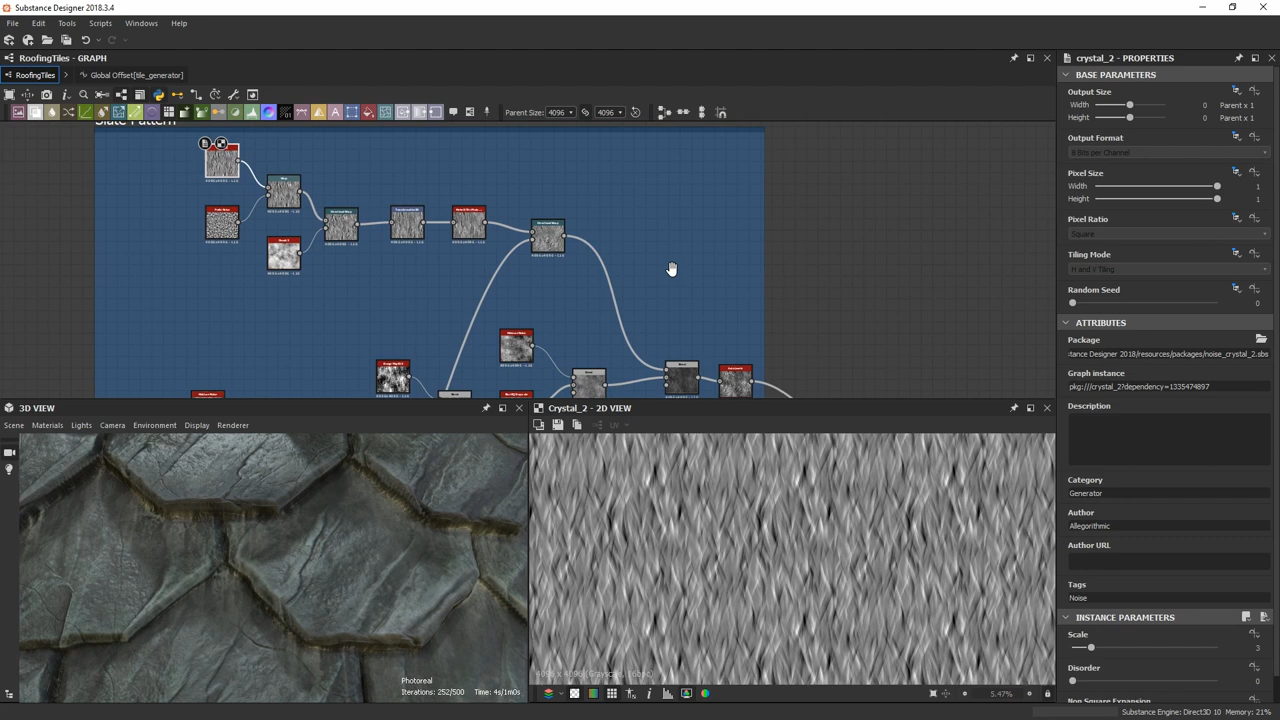 Substance Designer 2018.3.4
File Edit Tools Scripts Windows Help
RoofingTiles - GRAPH
RoofingTiles Global Offset[tile_generator]
Parent Size: 4096 4096
Slate Pattern
3D VIEW
Scene Materials Lights Camera Environment Display Renderer
Photoreal
Iterations: 252/500 Time: 4s/1m0s
Crystal_2 - 2D VIEW
UV
5.47%
crystal_2 - PROPERTIES
BASE PARAMETERS
Output Size
Width 0 Parent x 1
Height 0 Parent x 1
Output Format
8 Bits per Channel
Pixel Size
Width 1
Height 1
Pixel Ratio
Square
Tiling Mode
H and V Tiling
Random Seed
0
ATTRIBUTES
Package
stance Designer 2018/resources/packages/noise_crystal_2.sbs
Graph instance
pkg:///crystal_2?dependency=1335474897
Description
Category
Generator
Author
Allegorithmic
Author URL
Tags
Noise
INSTANCE PARAMETERS
Scale
3
Disorder
0
Non Square Expansion
Substance Engine: Direct3D 10 Memory: 21%